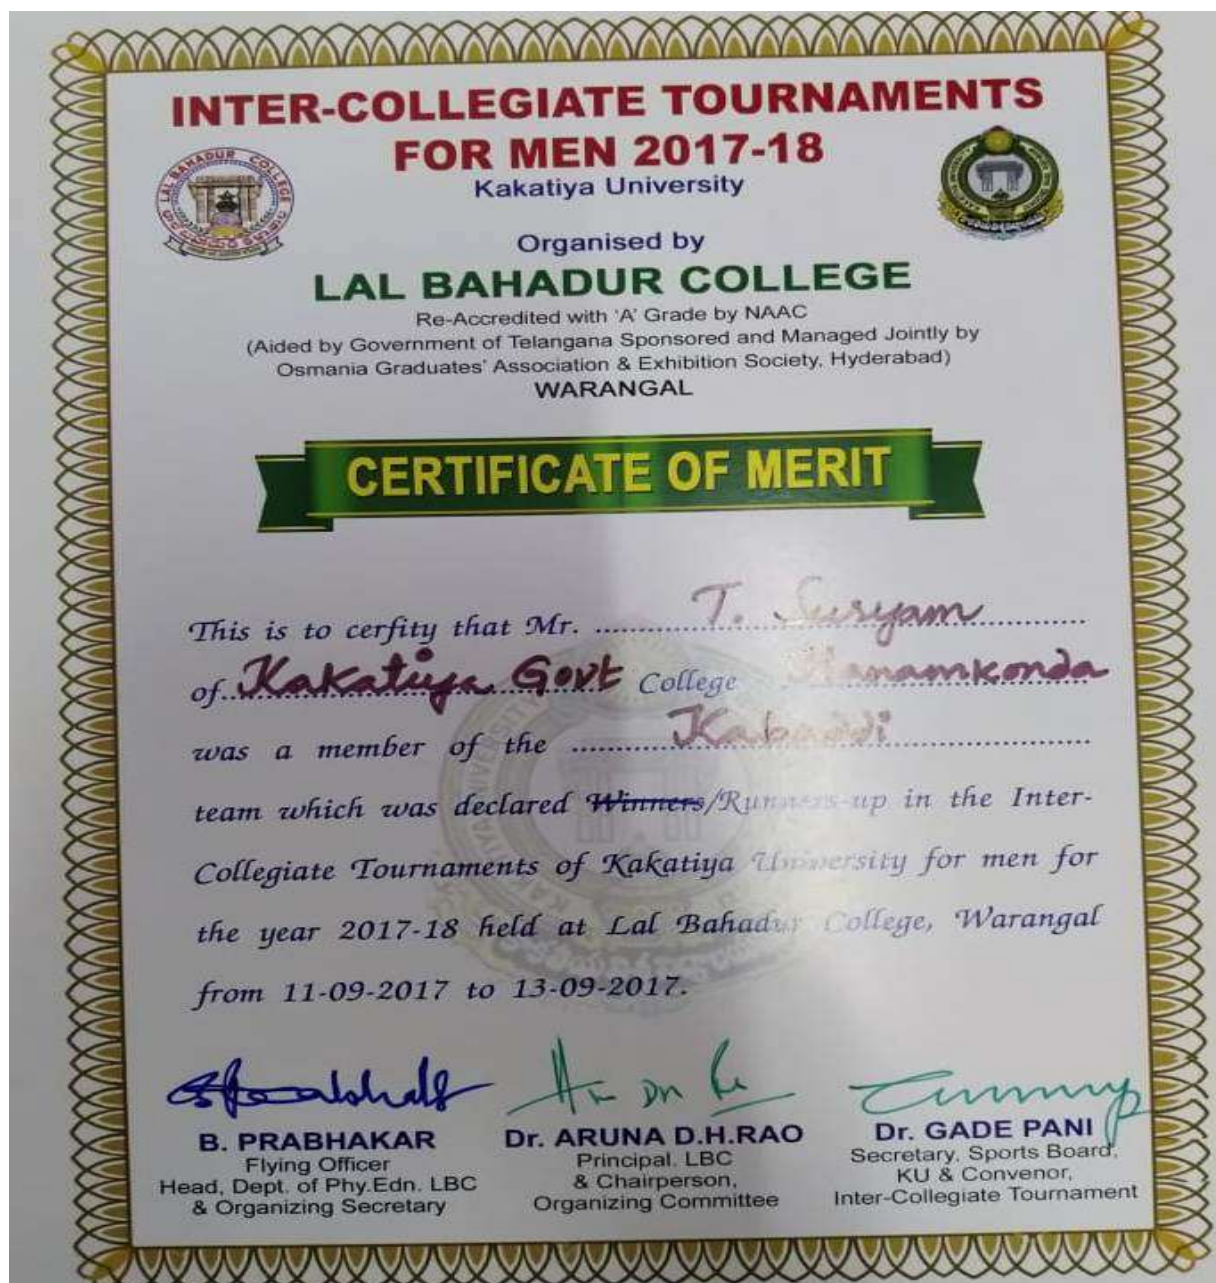 INTER-COLLEGIATE TOURNAMENTS
FOR MEN 2017-18
Kakatiya University
LAL BAHADUR COLLEGE
Organised by
LAL BAHADUR COLLEGE
Re-Accredited with 'A' Grade by NAAC
(Aided by Government of Telangana Sponsored and Managed Jointly by
Osmania Graduates' Association & Exhibition Society, Hyderabad)
WARANGAL
CERTIFICATE OF MERIT
This is to cerfity that Mr. T. Suryam
of Kakatiya Govt College Hanamkonda
was a member of the Kabaddi
team which was declared Winners/Runners-up in the Inter-
Collegiate Tournaments of Kakatiya University for men for
the year 2017-18 held at Lal Bahadur College, Warangal
from 11-09-2017 to 13-09-2017.
B. PRABHAKAR
Flying Officer
Head, Dept. of Phy.Edn. LBC
& Organizing Secretary
Dr. ARUNA D.H.RAO
Principal. LBC
& Chairperson,
Organizing Committee
Dr. GADE PANI
Secretary, Sports Board,
KU & Convenor,
Inter-Collegiate Tournament